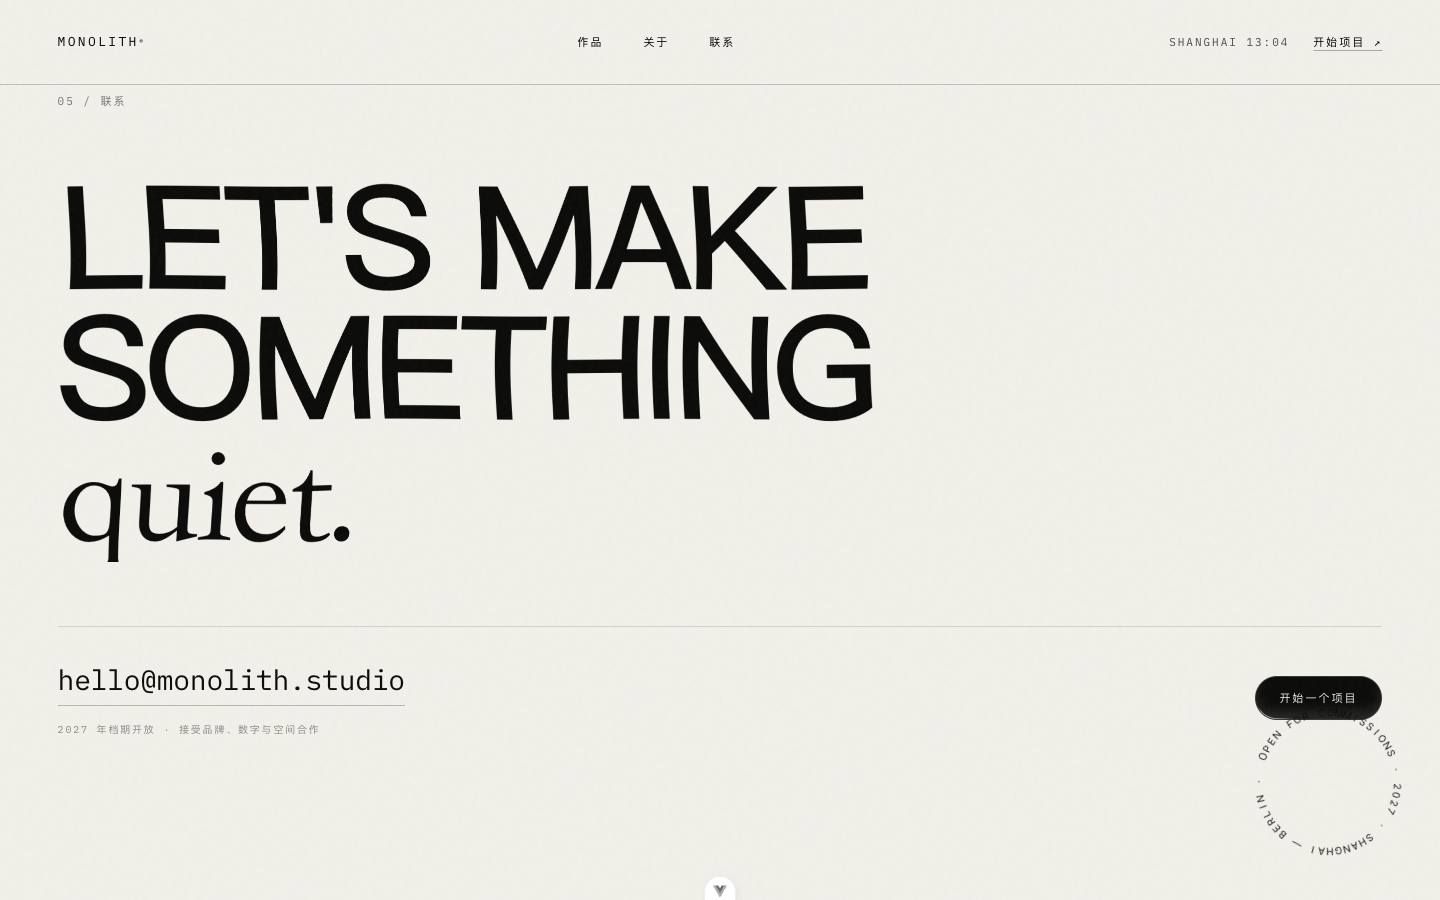 MONOLITH®
作品
关于
联系
SHANGHAI 13:04
开始项目 ↗
05 / 联系
LET'S MAKE
SOMETHING
quiet.
hello@monolith.studio
2027 年档期开放 · 接受品牌、数字与空间合作
开始一个项目
OPEN FOR COMMISSIONS · 2027 · SHANGHAI — BERLIN ·